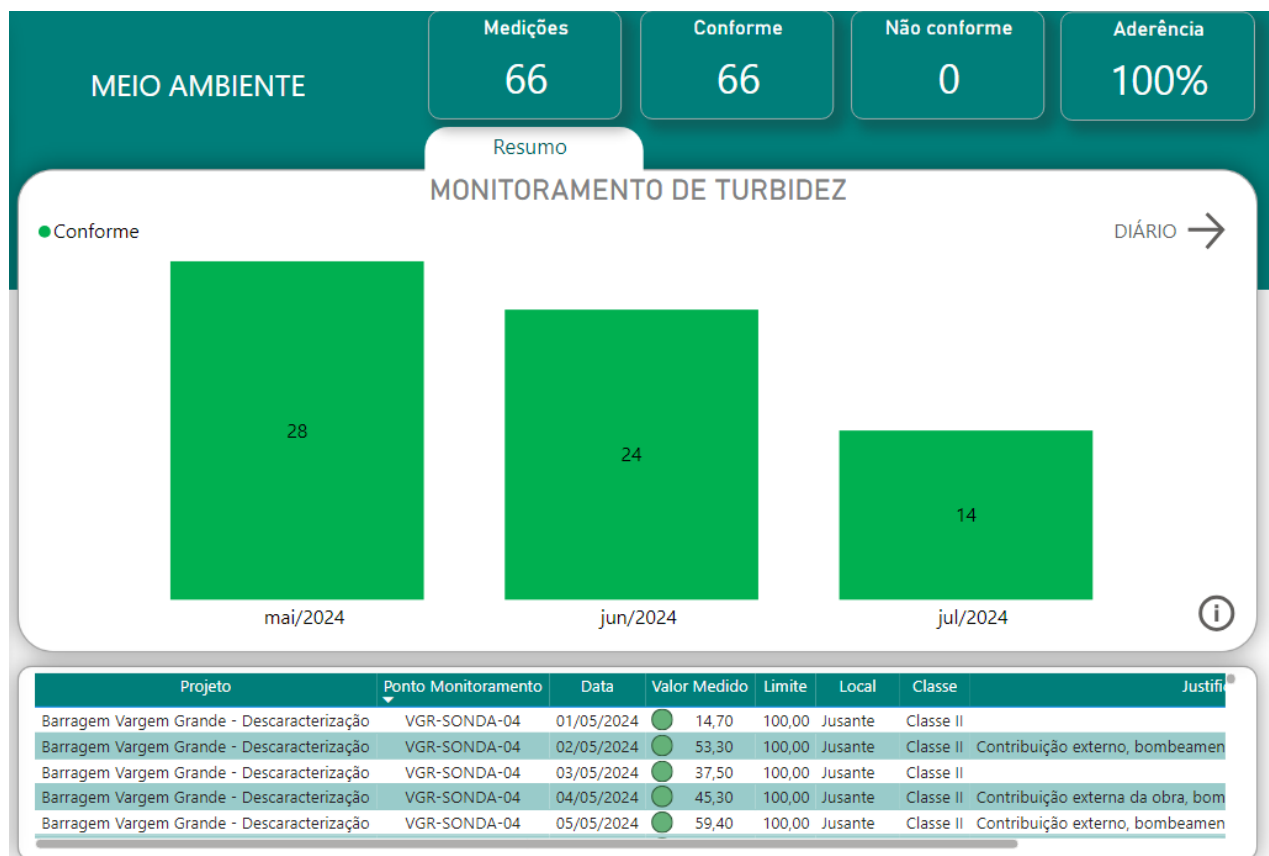 MEIO AMBIENTE
Medições
66
Conforme
66
Não conforme
0
Aderência
100%
Resumo
MONITORAMENTO DE TURBIDEZ
Conforme
DIÁRIO
28
24
14
mai/2024
jun/2024
jul/2024
Projeto Ponto Monitoramento Data Valor Medido Limite Local Classe Justifi
Barragem Vargem Grande - Descaracterização VGR-SONDA-04 01/05/2024 14,70 100,00 Jusante Classe II
Barragem Vargem Grande - Descaracterização VGR-SONDA-04 02/05/2024 53,30 100,00 Jusante Classe II Contribuição externo, bombeamen
Barragem Vargem Grande - Descaracterização VGR-SONDA-04 03/05/2024 37,50 100,00 Jusante Classe II
Barragem Vargem Grande - Descaracterização VGR-SONDA-04 04/05/2024 45,30 100,00 Jusante Classe II Contribuição externa da obra, bom
Barragem Vargem Grande - Descaracterização VGR-SONDA-04 05/05/2024 59,40 100,00 Jusante Classe II Contribuição externo, bombeamen